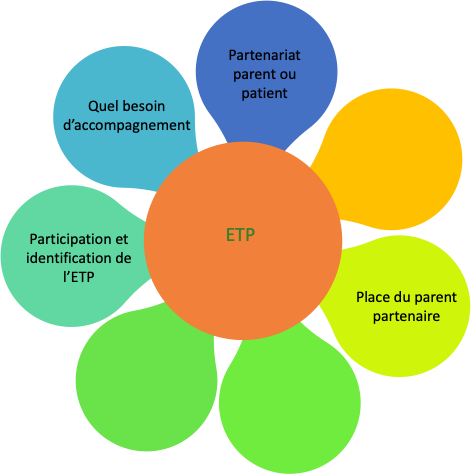 Partenariat
parent ou
patient
Quel besoin
d'accompagnement
ETP
Participation et
identification de
l'ETP
Place du parent
partenaire